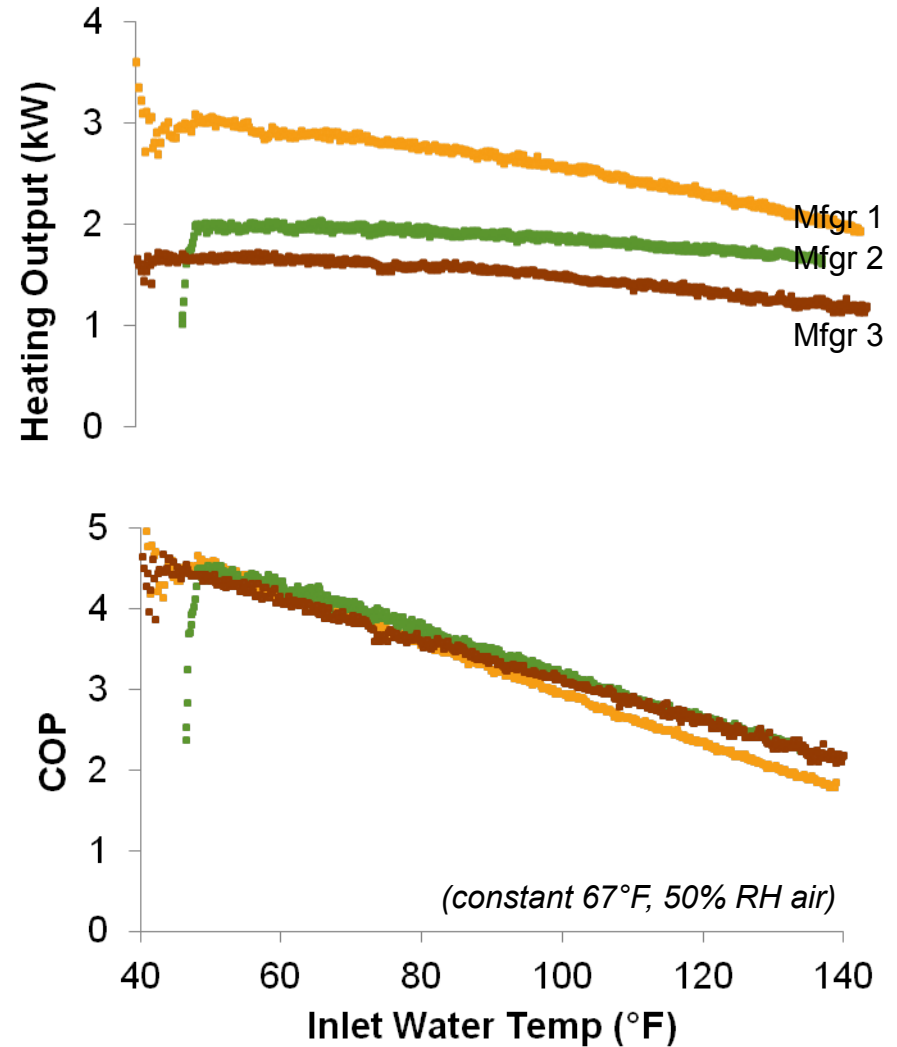 4
3
2
1
0
Heating Output (kW)
Mfgr 1
Mfgr 2
Mfgr 3
5
4
3
2
1
0
COP
(constant 67°F, 50% RH air)
40 60 80 100 120 140
Inlet Water Temp (°F)